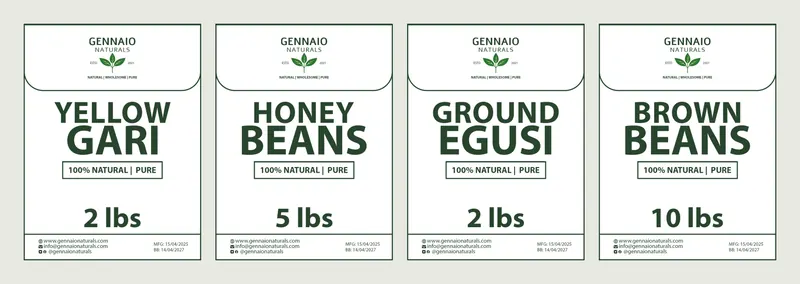 GENNAIO
NATURALS
NATURAL | WHOLESOME | PURE
YELLOW
GARI
100% NATURAL | PURE
2 lbs
www.gennaionaturals.com
info@gennaionaturals.com
@gennaionaturals
MFG: 15/04/2025
BB: 14/04/2027
GENNAIO
NATURALS
NATURAL | WHOLESOME | PURE
HONEY
BEANS
100% NATURAL | PURE
5 lbs
www.gennaionaturals.com
info@gennaionaturals.com
@gennaionaturals
MFG: 15/04/2025
BB: 14/04/2027
GENNAIO
NATURALS
NATURAL | WHOLESOME | PURE
GROUND
EGUSI
100% NATURAL | PURE
2 lbs
www.gennaionaturals.com
info@gennaionaturals.com
@gennaionaturals
MFG: 15/04/2025
BB: 14/04/2027
GENNAIO
NATURALS
NATURAL | WHOLESOME | PURE
BROWN
BEANS
100% NATURAL | PURE
10 lbs
www.gennaionaturals.com
info@gennaionaturals.com
@gennaionaturals
MFG: 15/04/2025
BB: 14/04/2027